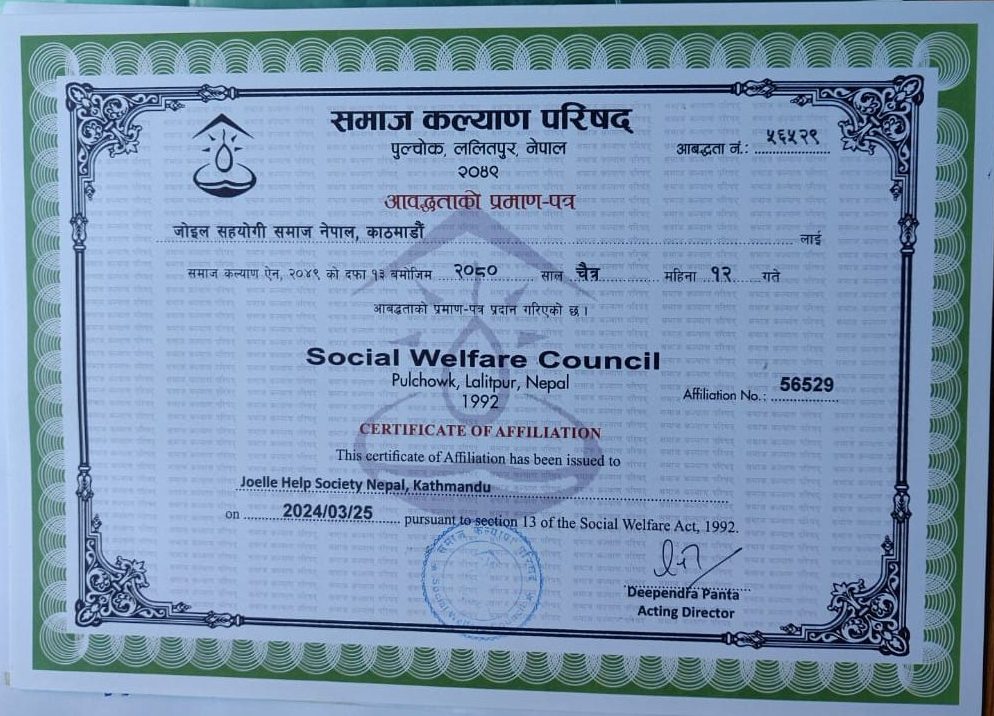 समाज कल्याण परिषद्
पुल्चोक, ललितपुर, नेपाल
आबद्धता नं.: ५६५२९
२०४९
आवद्धताको प्रमाण-पत्र
जोइल सहयोगी समाज नेपाल, काठमाडौं लाई
समाज कल्याण ऐन, २०४९ को दफा १३ बमोजिम २०८० साल चैत्र महिना १२ गते
आबद्धताको प्रमाण-पत्र प्रदान गरिएको छ ।
Social Welfare Council
Pulchowk, Lalitpur, Nepal
Affiliation No.: 56529
1992
CERTIFICATE OF AFFILIATION
This certificate of Affiliation has been issued to
Joelle Help Society Nepal, Kathmandu
on 2024/03/25 pursuant to section 13 of the Social Welfare Act, 1992.
Deependra Panta
Acting Director